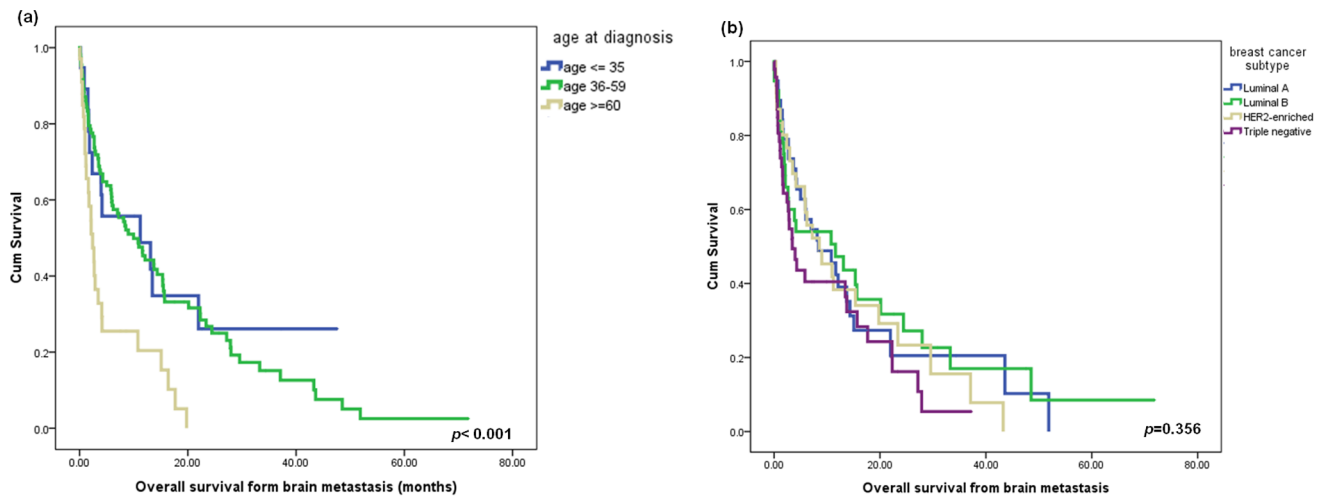 (a)
age at diagnosis
age <= 35
age 36-59
age >=60
Cum Survival
1.0
0.8
0.6
0.4
0.2
0.0
p< 0.001
0.00 20.00 40.00 60.00 80.00
Overall survival form brain metastasis (months)
(b)
breast cancer
subtype
Luminal A
Luminal B
HER2-enriched
Triple negative
Cum Survival
1.0
0.8
0.6
0.4
0.2
0.0
p=0.356
0.00 20.00 40.00 60.00 80.00
Overall survival from brain metastasis